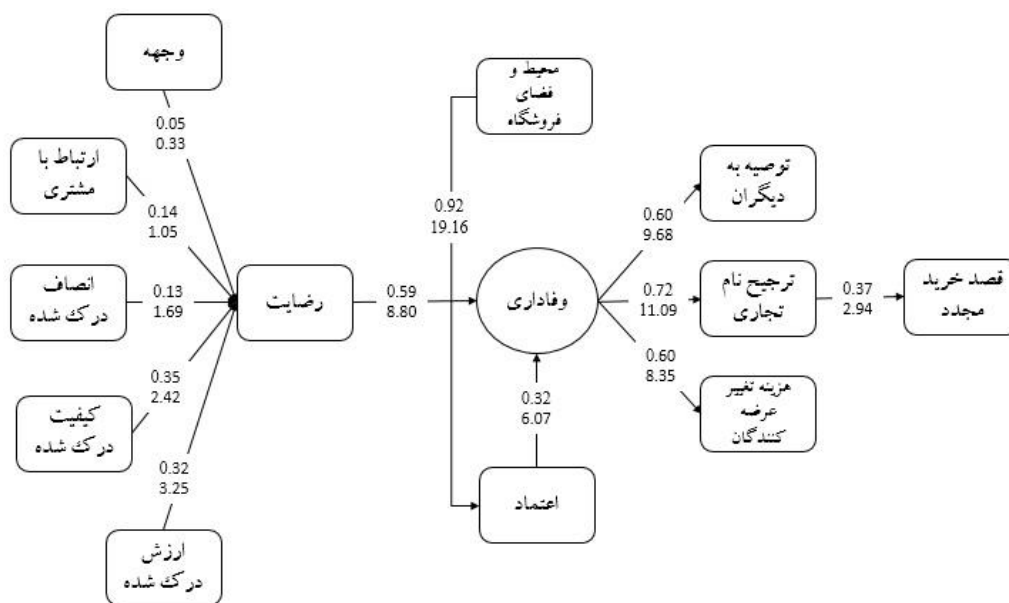 وجهه
محیط و
فضای
فروشگاه
0.05
0.33
ارتباط با
مشتری
0.14
1.05
0.92
19.16
توصیه به
دیگران
0.60
9.68
انصاف
درک شده
0.13
1.69
رضایت
0.59
8.80
وفاداری
0.72
11.09
ترجیح نام
تجاری
0.37
2.94
قصد خرید
مجدد
0.35
2.42
کیفیت
درک شده
0.32
6.07
0.60
8.35
هزینه تغییر
عرضه
کنندگان
0.32
3.25
اعتماد
ارزش
درک شده